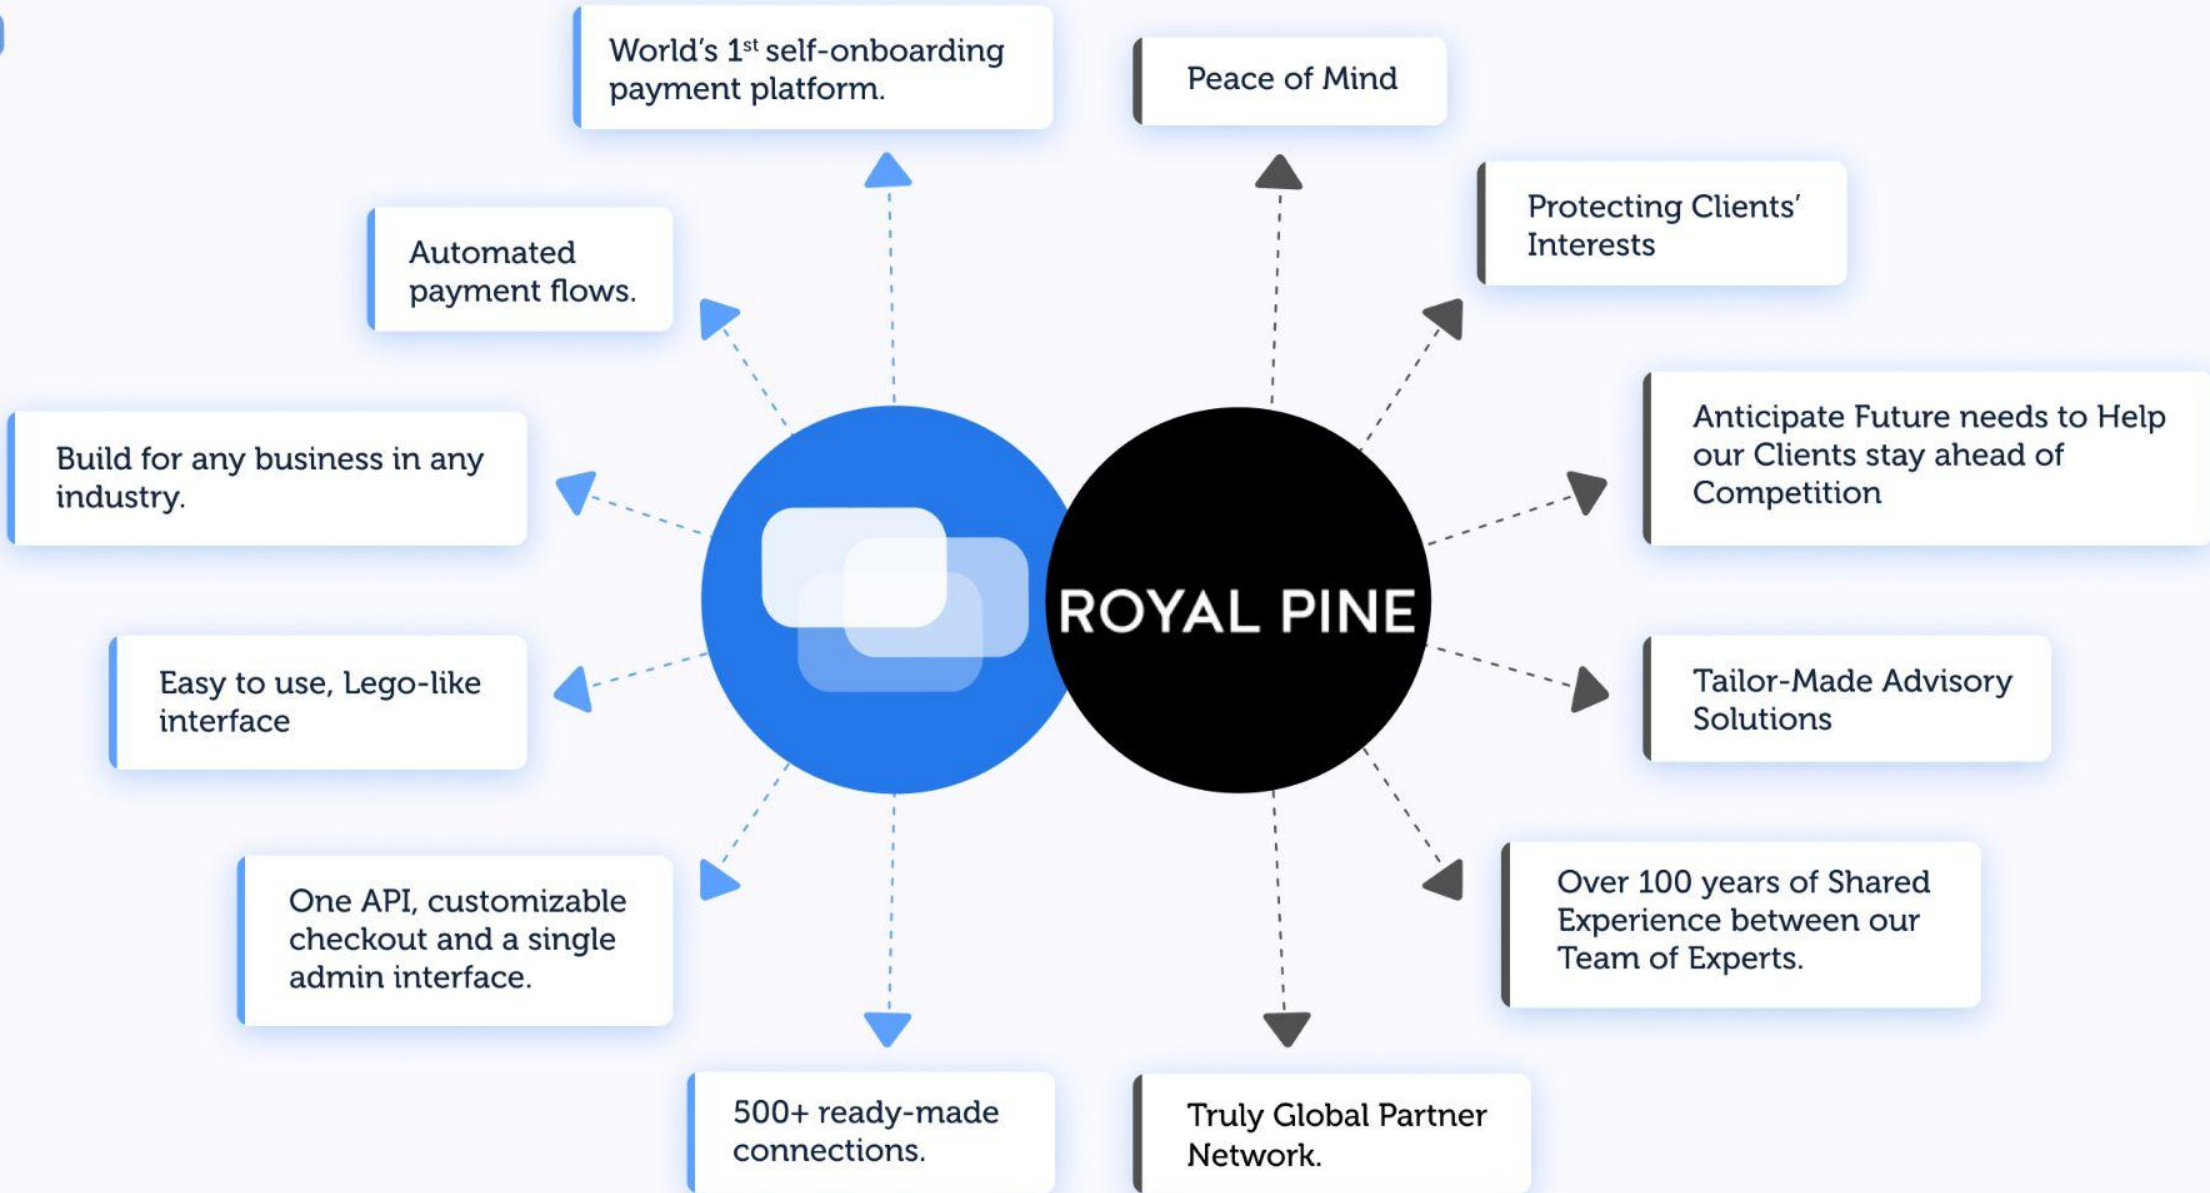 World's 1st self-onboarding
payment platform.
Automated
payment flows.
Build for any business in any
industry.
Easy to use, Lego-like
interface
One API, customizable
checkout and a single
admin interface.
500+ ready-made
connections.
ROYAL PINE
Peace of Mind
Protecting Clients'
Interests
Anticipate Future needs to Help
our Clients stay ahead of
Competition
Tailor-Made Advisory
Solutions
Over 100 years of Shared
Experience between our
Team of Experts.
Truly Global Partner
Network.